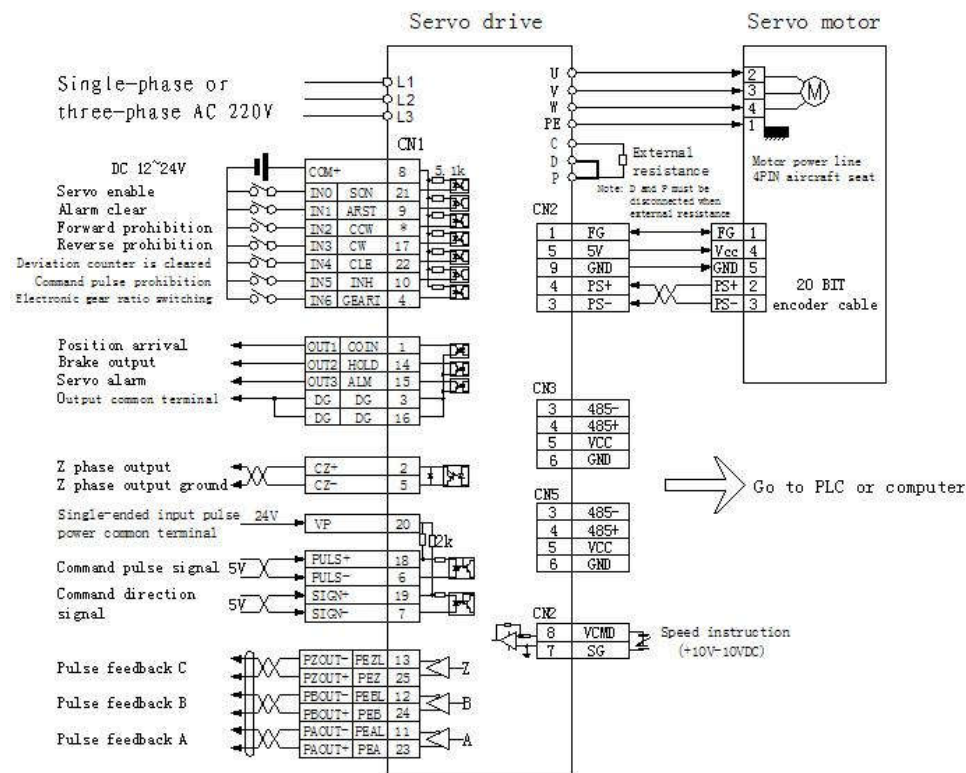 Servo drive
Servo motor
Single-phase or
three-phase AC 220V
L1
L2
L3
U
V
W
PE
C
D
P
External
resistance
Note: D and P must be
disconnected when
external resistance
2
3
4
1
M
Motor power line
4PIN aircraft seat
CN1
DC 12~24V
COM+ 8 5.1k
Servo enable IN0 SON 21
Alarm clear IN1 ARST 9
Forward prohibition IN2 CCW *
Reverse prohibition IN3 CW 17
Deviation counter is cleared IN4 CLE 22
Command pulse prohibition IN5 INH 10
Electronic gear ratio switching IN6 GEAR1 4
CN2
1 FG FG 1
5 5V Vcc 4
9 GND GND 5
4 PS+ PS+ 2
3 PS- PS- 3
20 BIT
encoder cable
Position arrival OUT1 COIN 1
Brake output OUT2 HOLD 14
Servo alarm OUT3 ALM 15
Output common terminal DG DG 3
DG DG 16
CN3
3 485-
4 485+
5 VCC
6 GND
Z phase output CZ+ 2
Z phase output ground CZ- 5
CN5
3 485-
4 485+
5 VCC
6 GND
Go to PLC or computer
Single-ended input pulse 24V
power common terminal
VP 20
2k
Command pulse signal 5V
PULS+ 18
PULS- 6
Command direction
signal
5V
SIGN+ 19
SIGN- 7
CN2
8 VCMD
7 SG
Speed instruction
(+10V-10VDC)
Pulse feedback C
PZOUT- PEZL 13
PZOUT+ PEZ 25
Z
Pulse feedback B
PBOUT- PEBL 12
PBOUT+ PEB 24
B
Pulse feedback A
PAOUT- PEAL 11
PAOUT+ PEA 23
A